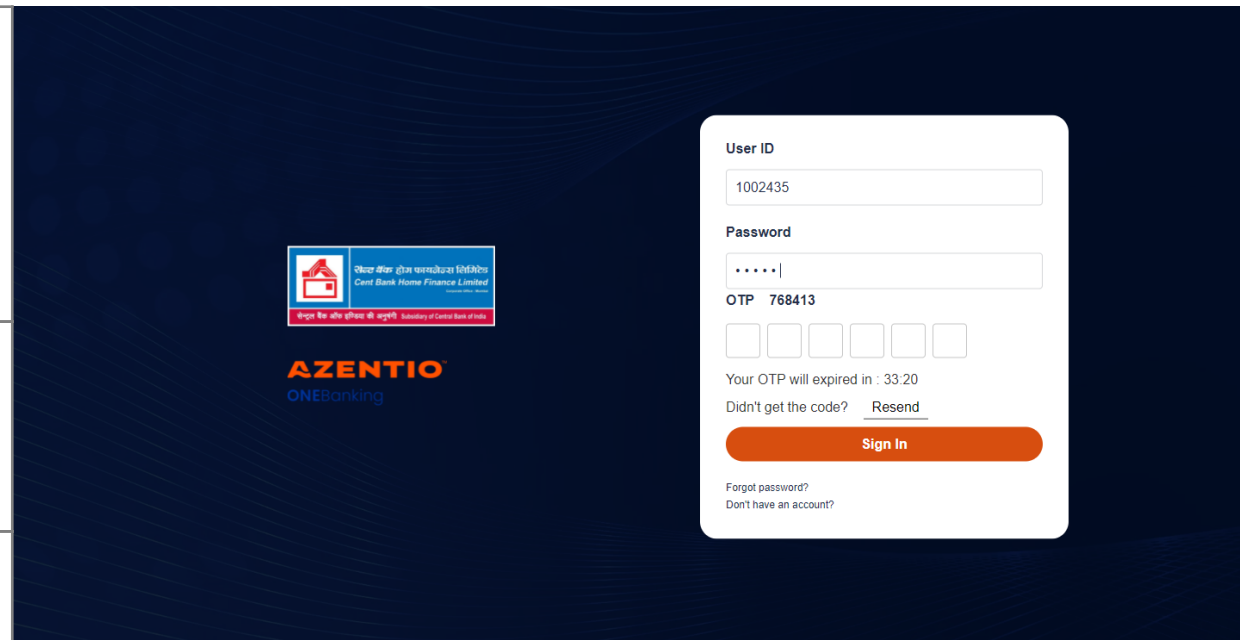 सेन्ट बैंक होम फायनेन्स लिमिटेड
Cent Bank Home Finance Limited
सेन्ट्रल बैंक ऑफ इण्डिया की अनुषंगी Subsidiary of Central Bank of India
AZENTIO
ONEBanking
User ID
1002435
Password
•••••
OTP 768413
Your OTP will expired in : 33:20
Didn't get the code? Resend
Sign In
Forgot password?
Don't have an account?